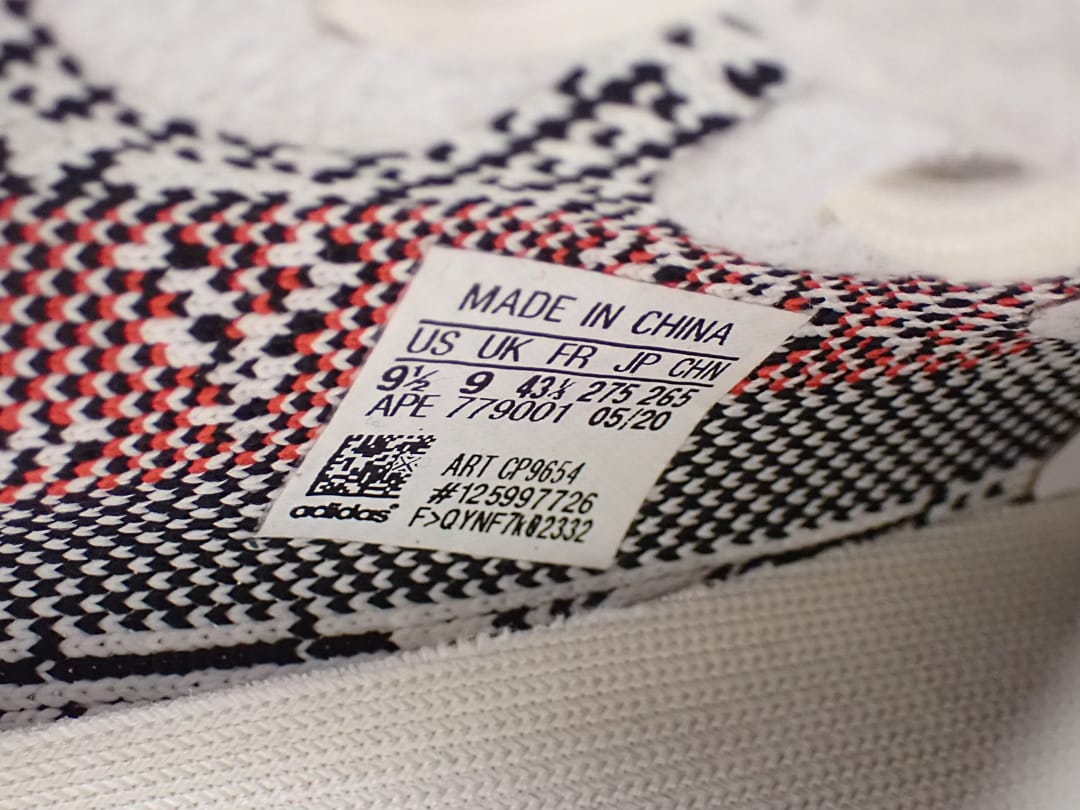 MADE IN CHINA
US UK FR JP CHN
9½ 9 43⅓ 275 265
APE 779001 05/20
ART CP9654
#125997726
adidas